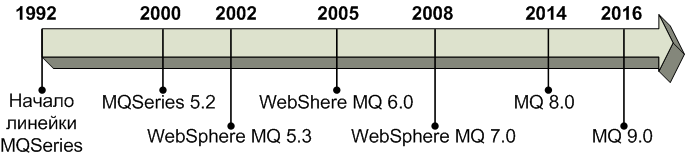 1992 2000 2002 2005 2008 2014 2016
Начало
линейки
MQSeries
MQSeries 5.2
WebSphere MQ 5.3
WebShere MQ 6.0
WebSphere MQ 7.0
MQ 8.0
MQ 9.0